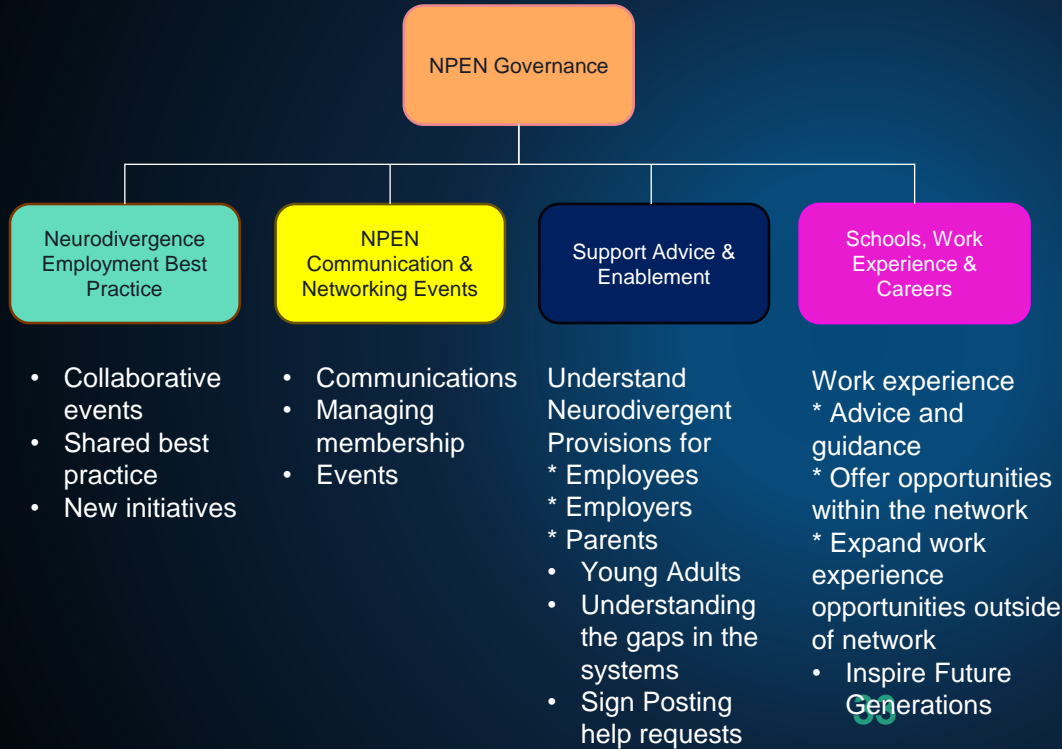 NPEN Governance
Neurodivergence
Employment Best
Practice
NPEN
Communication &
Networking Events
Support Advice &
Enablement
Schools, Work
Experience &
Careers
• Collaborative
events
• Shared best
practice
• New initiatives
• Communications
• Managing
membership
• Events
Understand
Neurodivergent
Provisions for
* Employees
* Employers
* Parents
• Young Adults
• Understanding
the gaps in the
systems
• Sign Posting
help requests
Work experience
* Advice and
guidance
* Offer opportunities
within the network
* Expand work
experience
opportunities outside
of network
• Inspire Future
Generations
33